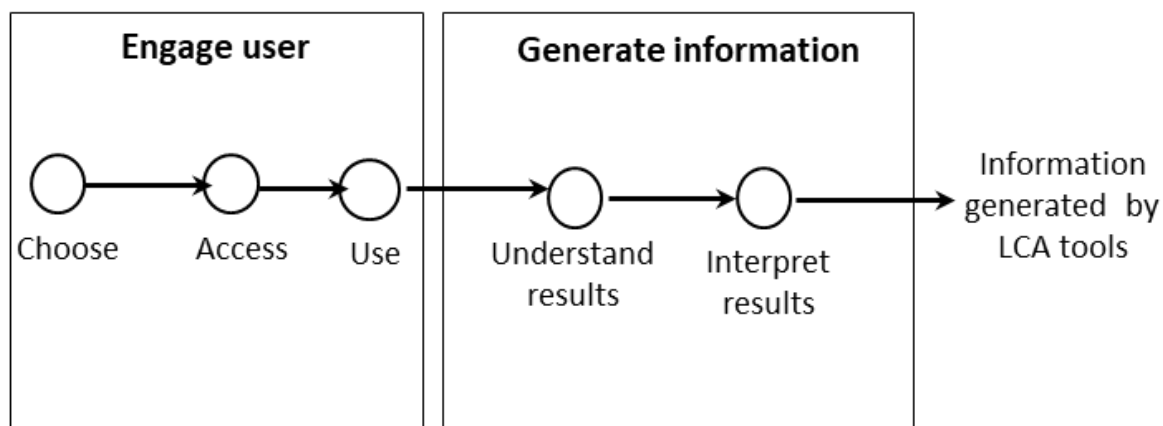 Engage user
Generate information
Choose
Access
Use
Understand
results
Interpret
results
Information
generated by
LCA tools